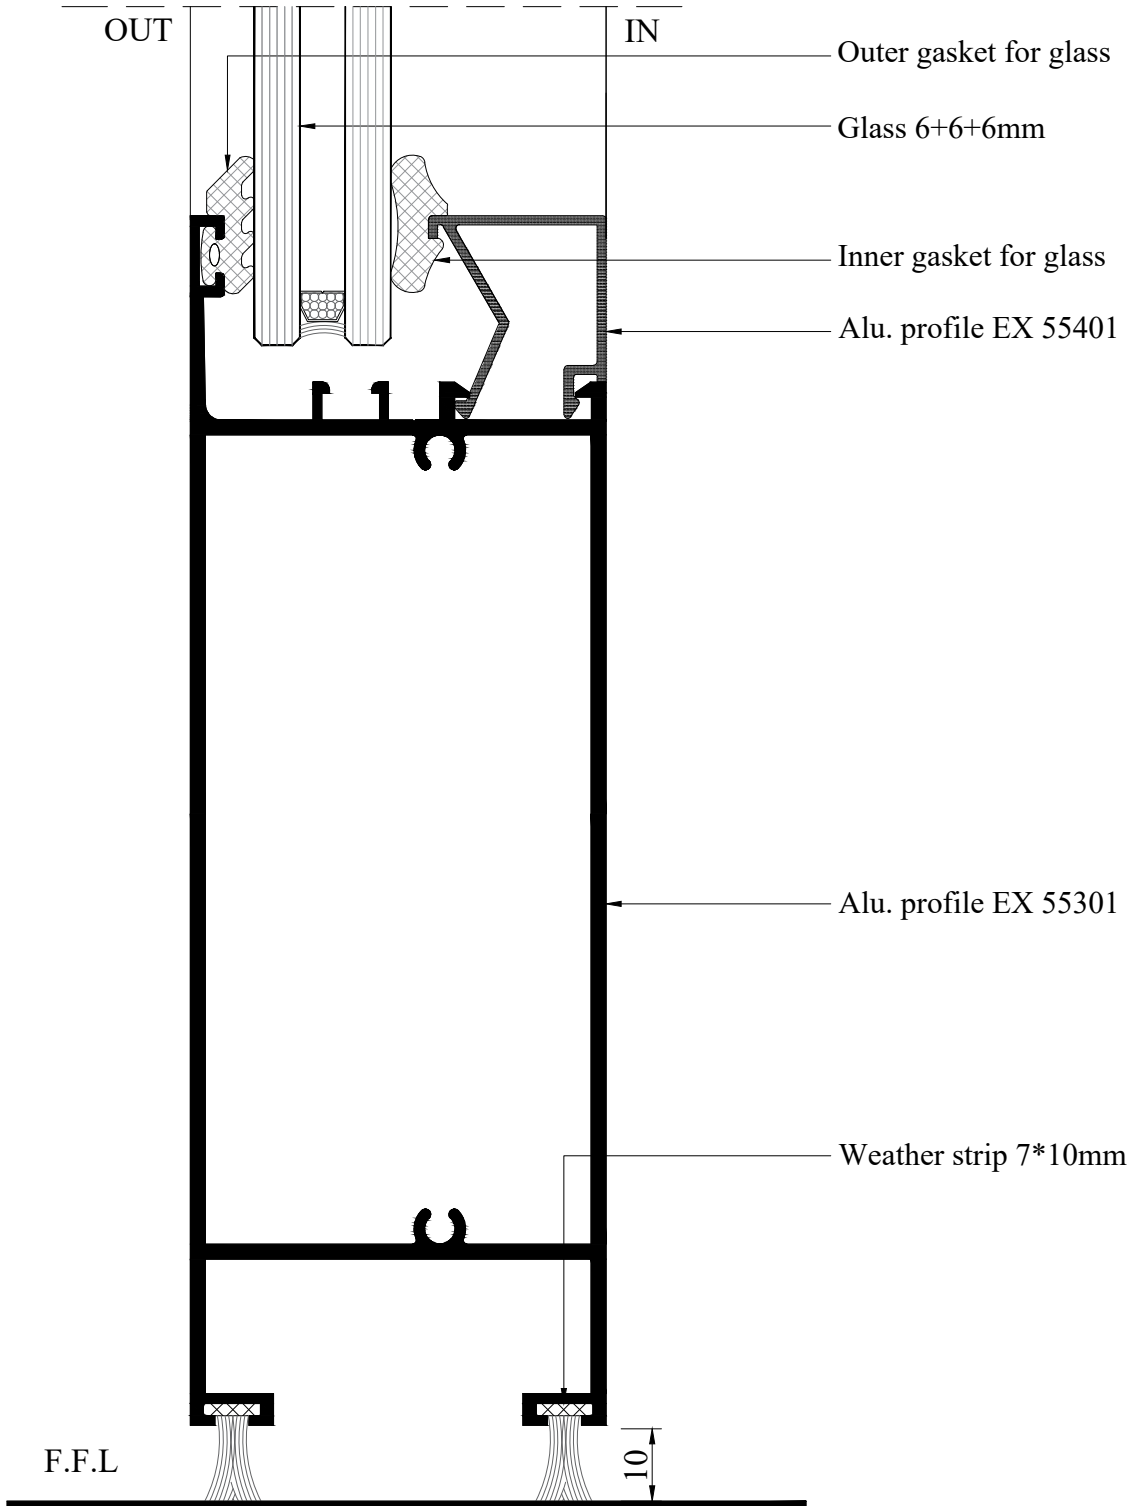 OUT
IN
Outer gasket for glass
Glass 6+6+6mm
Inner gasket for glass
Alu. profile EX 55401
Alu. profile EX 55301
Weather strip 7*10mm
F.F.L
10